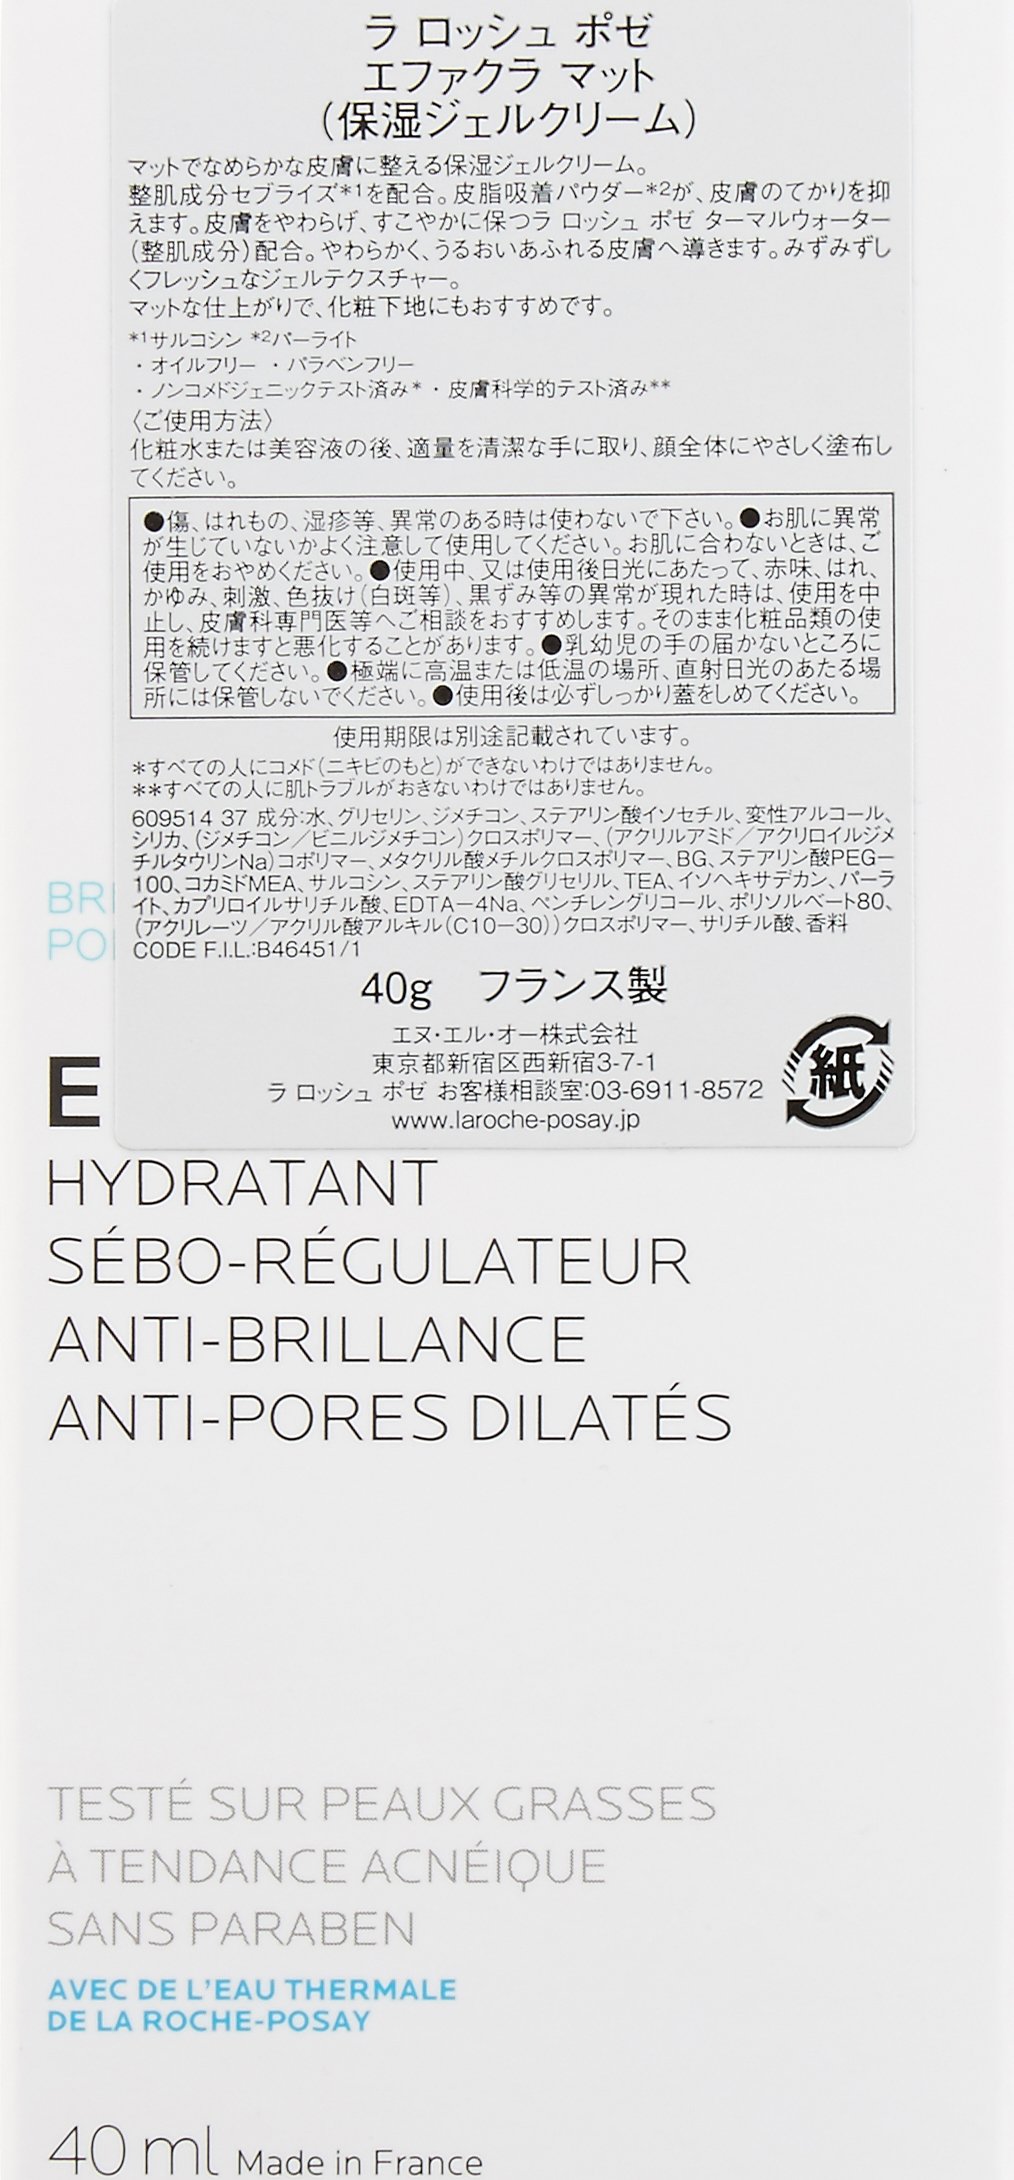 ラ ロッシュ ポゼ
エファクラ マット
（保湿ジェルクリーム）
マットでなめらかな皮膚に整える保湿ジェルクリーム。
整肌成分セブライズ*1を配合。皮脂吸着パウダー*2が、皮膚のてかりを抑
えます。皮膚をやわらげ、すこやかに保つラ ロッシュ ポゼ ターマルウォーター
（整肌成分）配合。やわらかく、うるおいあふれる皮膚へ導きます。みずみずし
くフレッシュなジェルテクスチャー。
マットな仕上がりで、化粧下地にもおすすめです。
*1サルコシン *2パーライト
・オイルフリー ・パラベンフリー
・ノンコメドジェニックテスト済み*・皮膚科学的テスト済み**
〈ご使用方法〉
化粧水または美容液の後、適量を清潔な手に取り、顔全体にやさしく塗布し
てください。
●傷、はれもの、湿疹等、異常のある時は使わないで下さい。●お肌に異常
が生じていないかよく注意して使用してください。お肌に合わないときは、ご
使用をおやめください。●使用中、又は使用後日光にあたって、赤味、はれ、
かゆみ、刺激、色抜け（白斑等）、黒ずみ等の異常が現れた時は、使用を中
止し、皮膚科専門医等へご相談をおすすめします。そのまま化粧品類の使
用を続けますと悪化することがあります。●乳幼児の手の届かないところに
保管してください。●極端に高温または低温の場所、直射日光のあたる場
所には保管しないでください。●使用後は必ずしっかり蓋をしめてください。
使用期限は別途記載されています。
*すべての人にコメド（ニキビのもと）ができないわけではありません。
**すべての人に肌トラブルがおきないわけではありません。
609514 37 成分:水、グリセリン、ジメチコン、ステアリン酸イソセチル、変性アルコール、
シリカ、（ジメチコン／ビニルジメチコン）クロスポリマー、（アクリルアミド／アクリロイルジメ
チルタウリンNa）コポリマー、メタクリル酸メチルクロスポリマー、BG、ステアリン酸PEG－
100、コカミドMEA、サルコシン、ステアリン酸グリセリル、TEA、イソヘキサデカン、パーラ
イト、カプリロイルサリチル酸、EDTA－4Na、ペンチレングリコール、ポリソルベート80、
（アクリレーツ／アクリル酸アルキル（C10－30））クロスポリマー、サリチル酸、香料
CODE F.I.L.:B46451/1
40g　フランス製
エヌ・エル・オー株式会社
東京都新宿区西新宿3-7-1
ラ ロッシュ ポゼ お客様相談室:03-6911-8572
www.laroche-posay.jp
紙
BRI
PO
E
HYDRATANT
SÉBO-RÉGULATEUR
ANTI-BRILLANCE
ANTI-PORES DILATÉS
TESTÉ SUR PEAUX GRASSES
À TENDANCE ACNÉIQUE
SANS PARABEN
AVEC DE L'EAU THERMALE
DE LA ROCHE-POSAY
40 ml Made in France